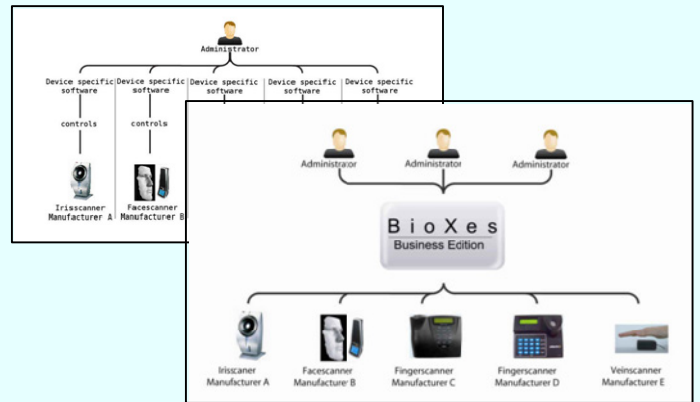 Administrator
Device specific Device specific Device specific Device specific Device specific
software software software software software
controls controls
Irisscanner Facescanner
Manufacturer A Manufacturer B
Administrator Administrator Administrator
BioXes
Business Edition
Irisscaner Facescanner Fingerscanner Fingerscanner Veinscanner
Manufacturer A Manufacturer B Manufacturer C Manufacturer D Manufacturer E